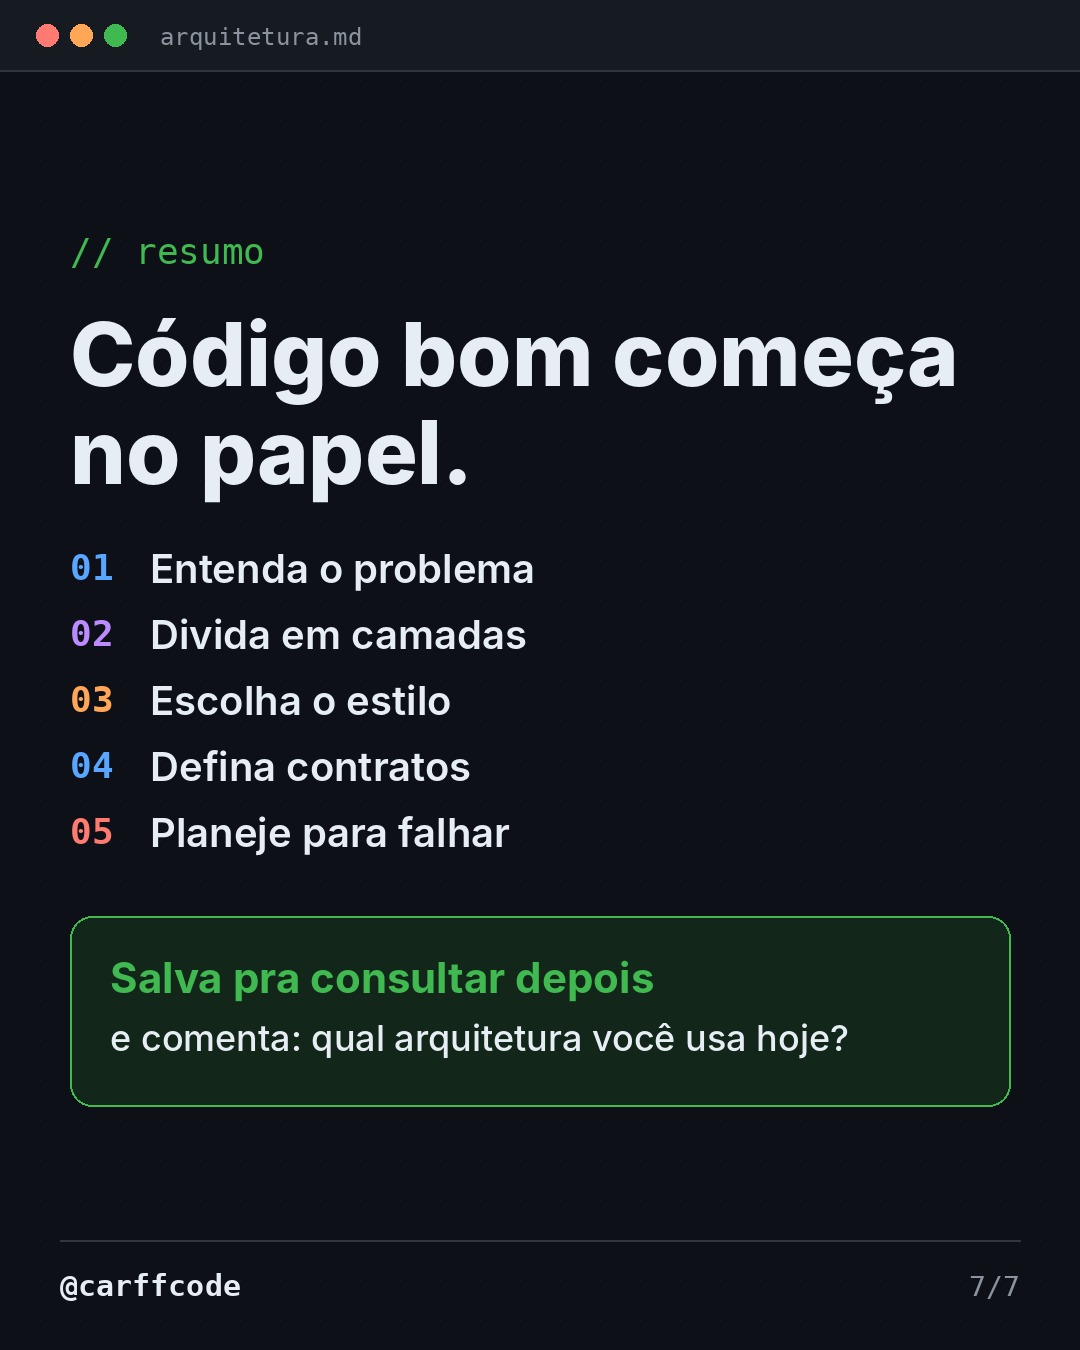 arquitetura.md
// resumo
Código bom começa
no papel.
01 Entenda o problema
02 Divida em camadas
03 Escolha o estilo
04 Defina contratos
05 Planeje para falhar
Salva pra consultar depois
e comenta: qual arquitetura você usa hoje?
@carffcode
7/7